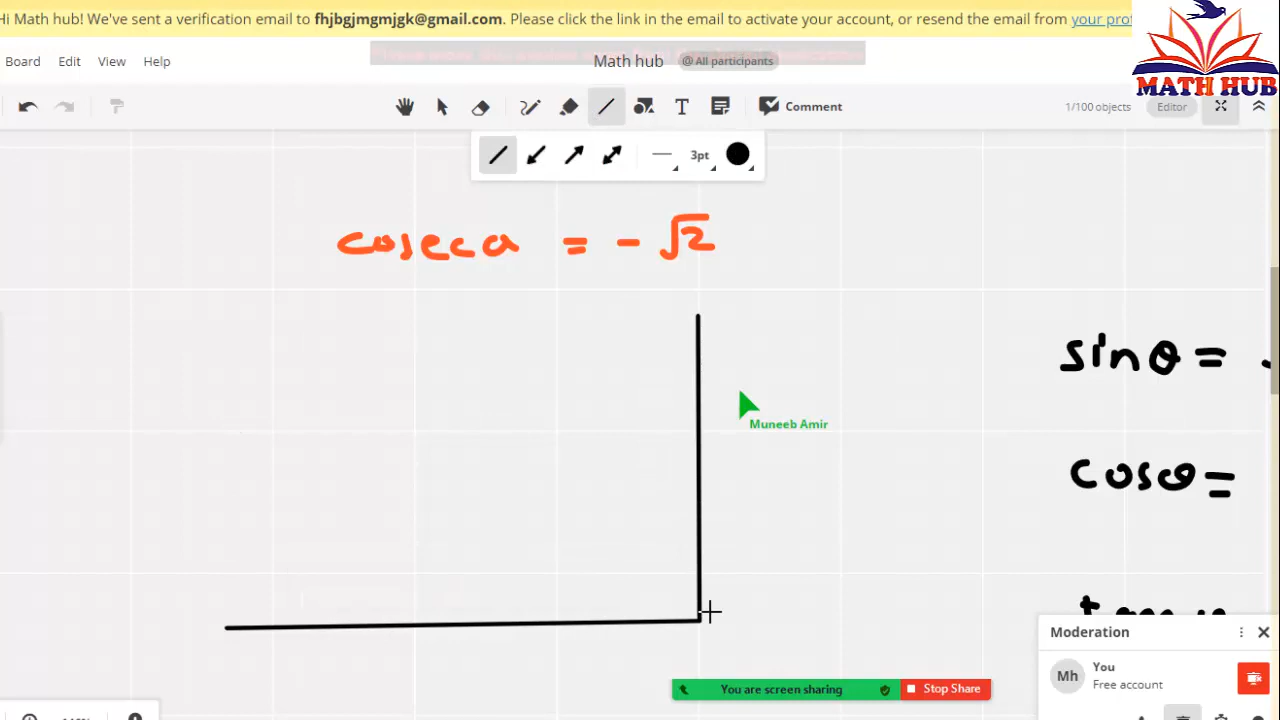 Hi Math hub! We've sent a verification email to fhjbgjmgmjgk@gmail.com. Please click the link in the email to activate your account, or resend the email from your prof
MATH HUB
Board Edit View Help
Math hub @ All participants
T Comment 1/100 objects Editor
3pt
coseca = - √2
Muneeb Amir
sinθ =
cosθ =
Moderation
Mh You
Free account
You are screen sharing Stop Share